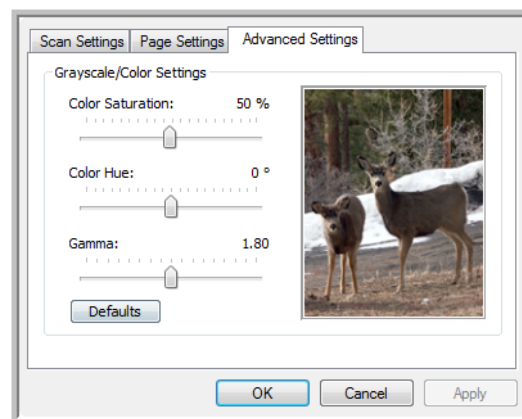 Scan Settings Page Settings Advanced Settings
Grayscale/Color Settings
Color Saturation: 50 %
Color Hue: 0 °
Gamma: 1.80
Defaults
OK Cancel Apply